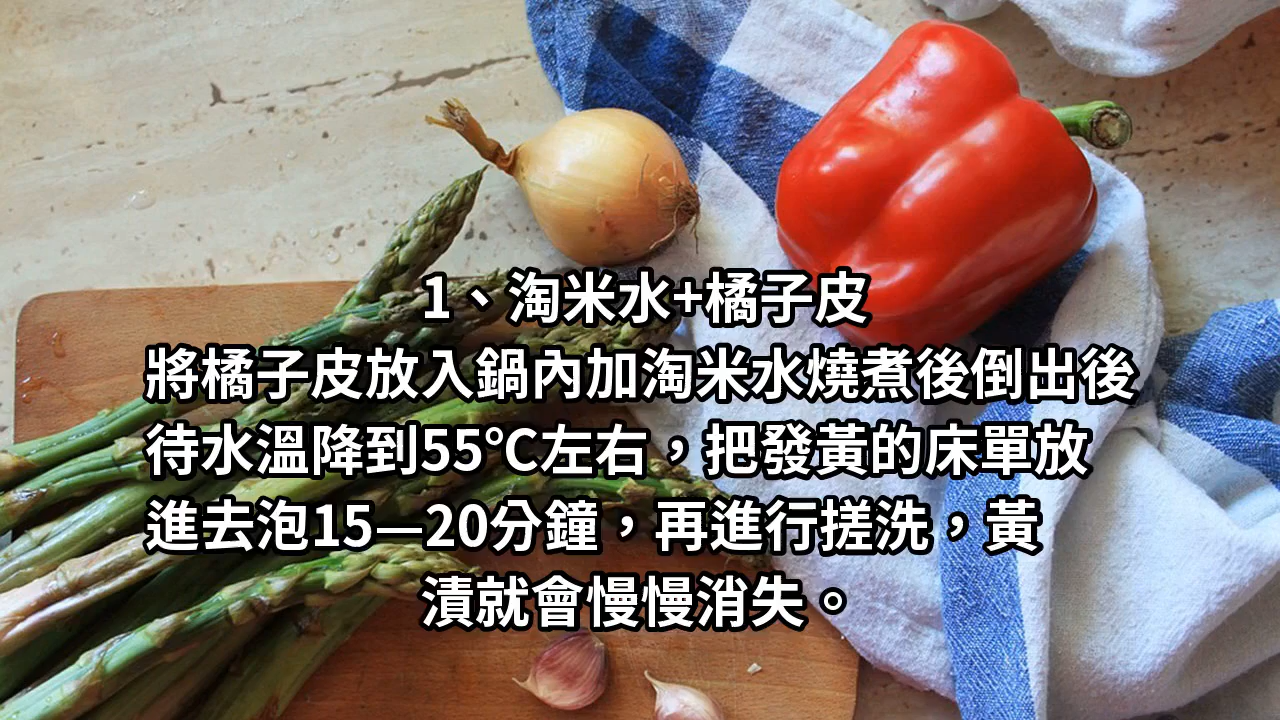 1、淘米水+橘子皮
將橘子皮放入鍋內加淘米水燒煮後倒出後
待水溫降到55℃左右，把發黃的床單放
進去泡15—20分鐘，再進行搓洗，黃
漬就會慢慢消失。